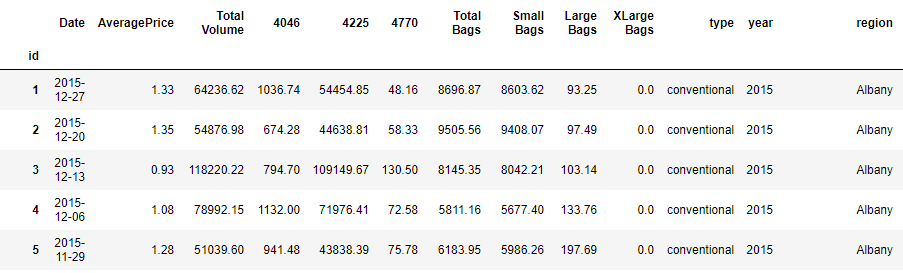 Date AveragePrice Total Volume 4046 4225 4770 Total Bags Small Bags Large Bags XLarge Bags type year region
id
1 2015-12-27 1.33 64236.62 1036.74 54454.85 48.16 8696.87 8603.62 93.25 0.0 conventional 2015 Albany
2 2015-12-20 1.35 54876.98 674.28 44638.81 58.33 9505.56 9408.07 97.49 0.0 conventional 2015 Albany
3 2015-12-13 0.93 118220.22 794.70 109149.67 130.50 8145.35 8042.21 103.14 0.0 conventional 2015 Albany
4 2015-12-06 1.08 78992.15 1132.00 71976.41 72.58 5811.16 5677.40 133.76 0.0 conventional 2015 Albany
5 2015-11-29 1.28 51039.60 941.48 43838.39 75.78 6183.95 5986.26 197.69 0.0 conventional 2015 Albany